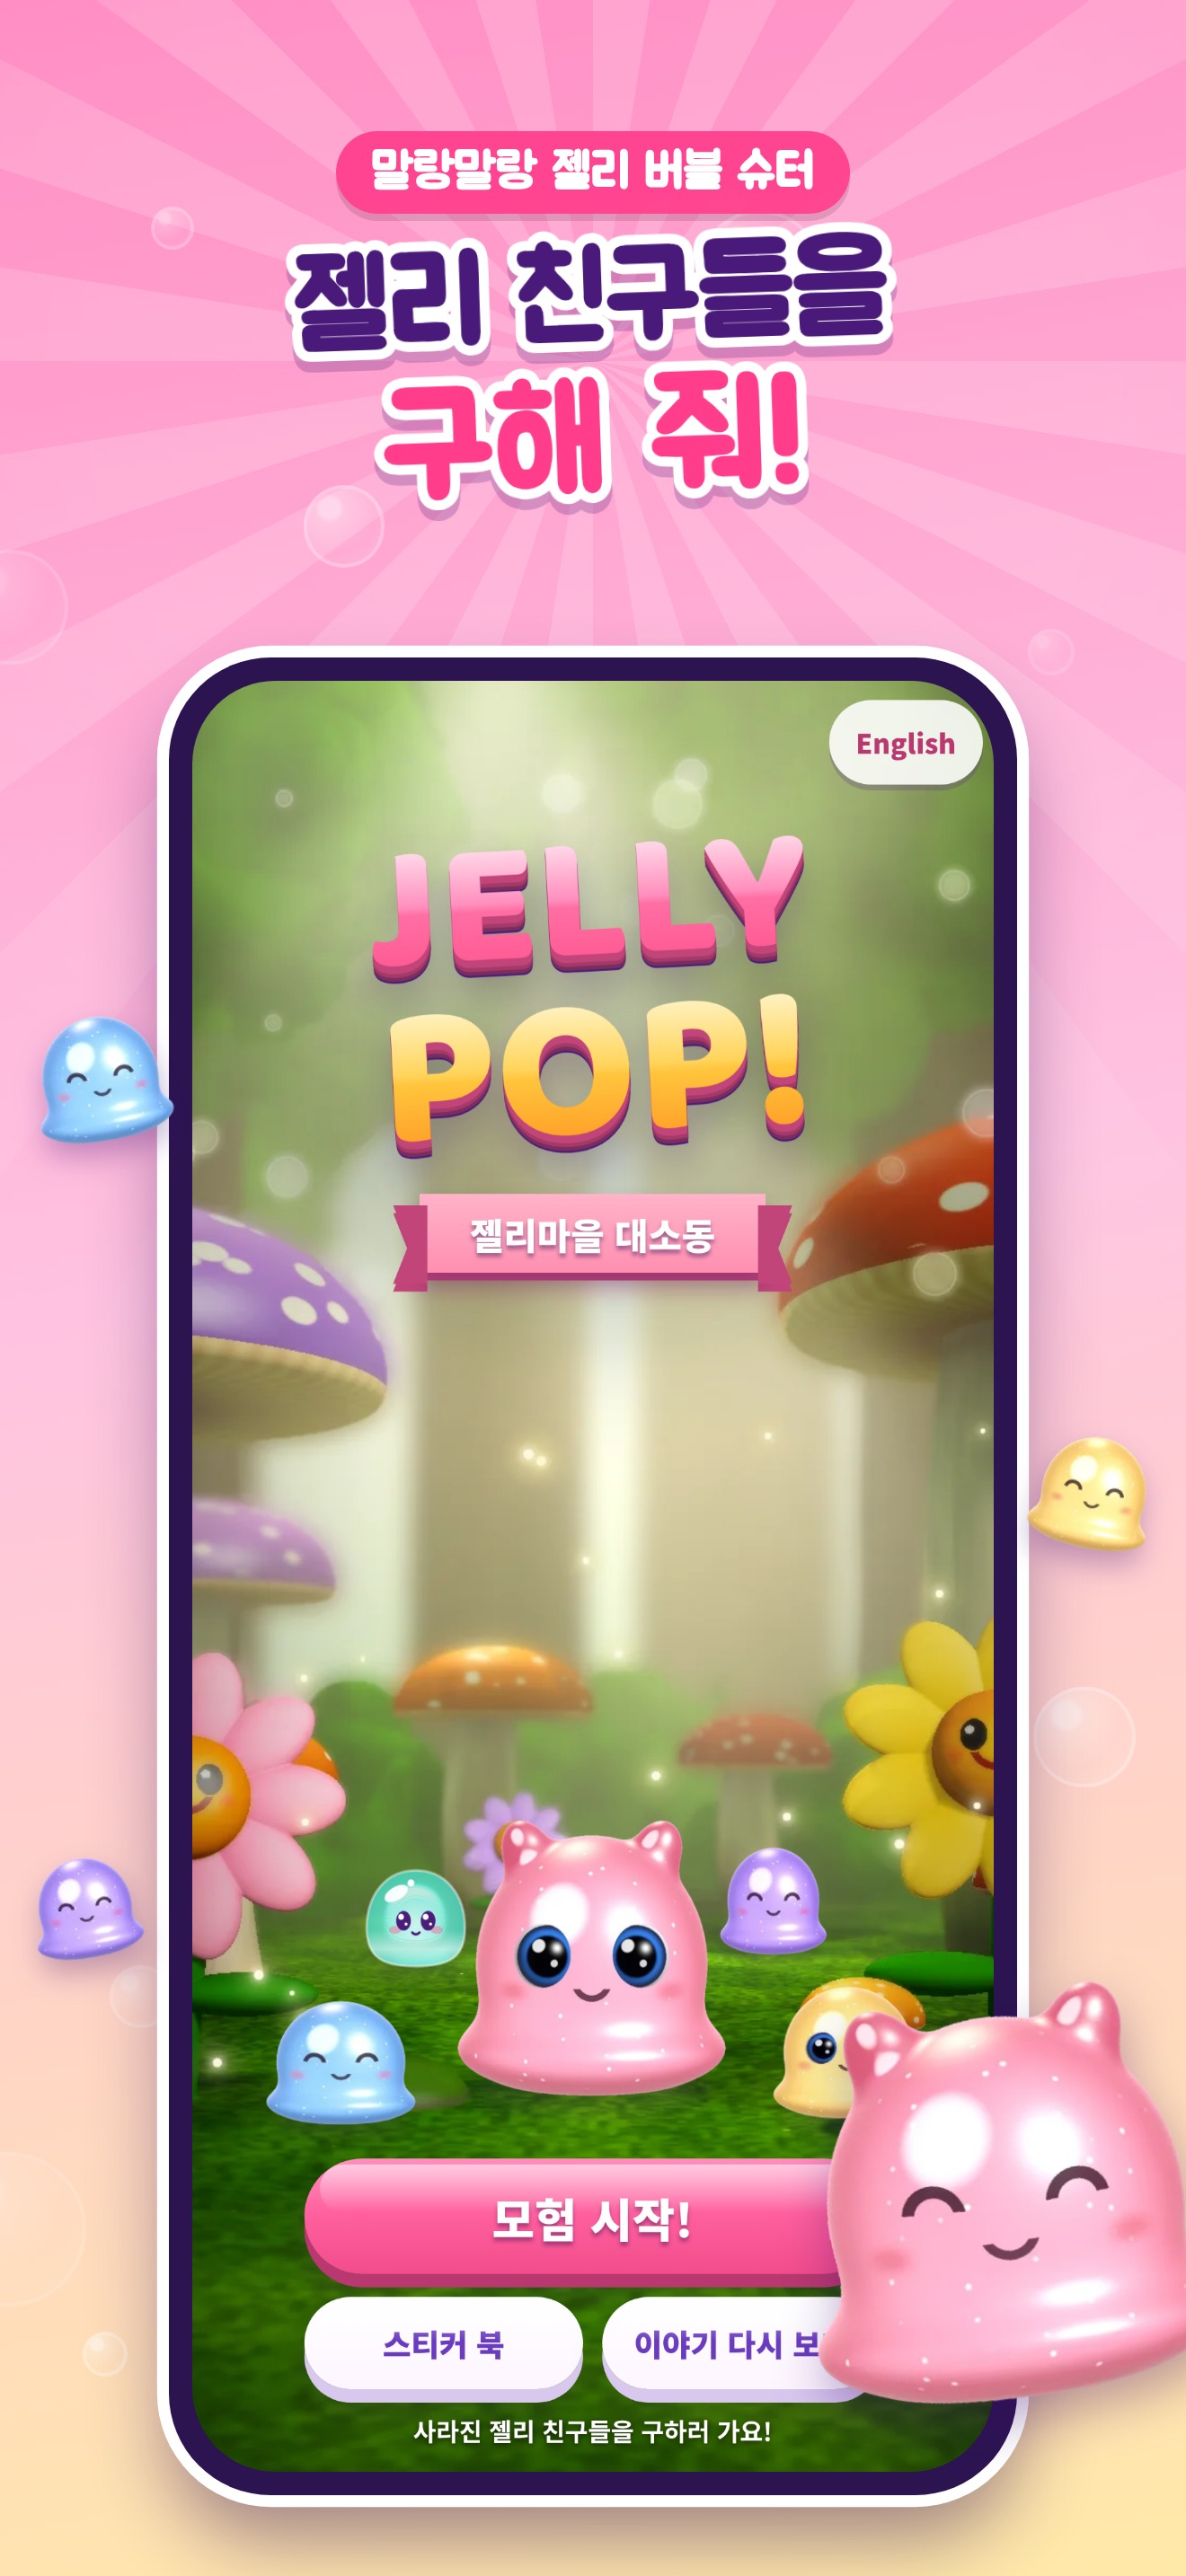 말랑말랑 젤리 버블 슈터
젤리 친구들을
구해 줘!
English
JELLY
POP!
젤리마을 대소동
모험 시작!
스티커 북
이야기 다시 보
사라진 젤리 친구들을 구하러 가요!